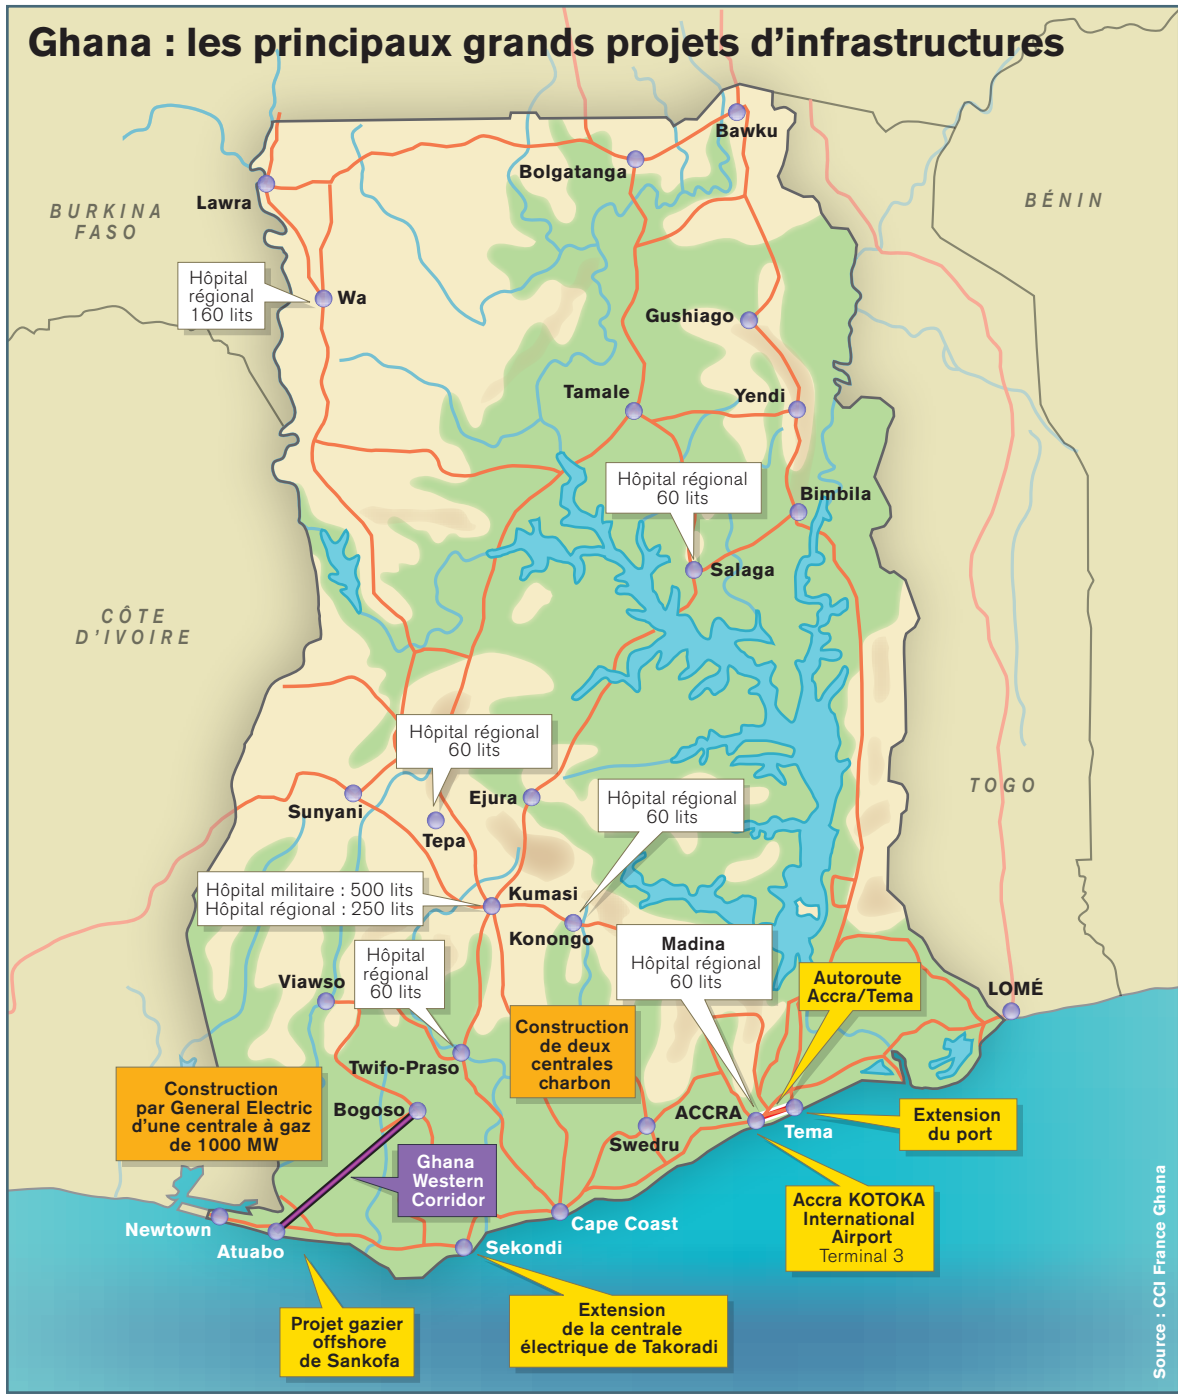 Ghana : les principaux grands projets d'infrastructures
Bawku
Bolgatanga
Lawra
BURKINA
FASO
BÉNIN
Hôpital
régional
160 lits
Wa
Gushiago
Tamale
Yendi
Hôpital régional
60 lits
Bimbila
Salaga
CÔTE
D'IVOIRE
Hôpital régional
60 lits
TOGO
Sunyani
Ejura
Hôpital régional
60 lits
Tepa
Hôpital militaire : 500 lits
Hôpital régional : 250 lits
Kumasi
Konongo
Madina
Hôpital régional
60 lits
Hôpital
régional
60 lits
Viawso
Autoroute
Accra/Tema
LOMÉ
Construction
de deux
centrales
charbon
Twifo-Praso
Construction
par General Electric
d'une centrale à gaz
de 1000 MW
Bogoso
ACCRA
Tema
Extension
du port
Swedru
Ghana
Western
Corridor
Accra KOTOKA
International
Airport
Terminal 3
Newtown
Atuabo
Cape Coast
Sekondi
Projet gazier
offshore
de Sankofa
Extension
de la centrale
électrique de Takoradi
Source : CCI France Ghana